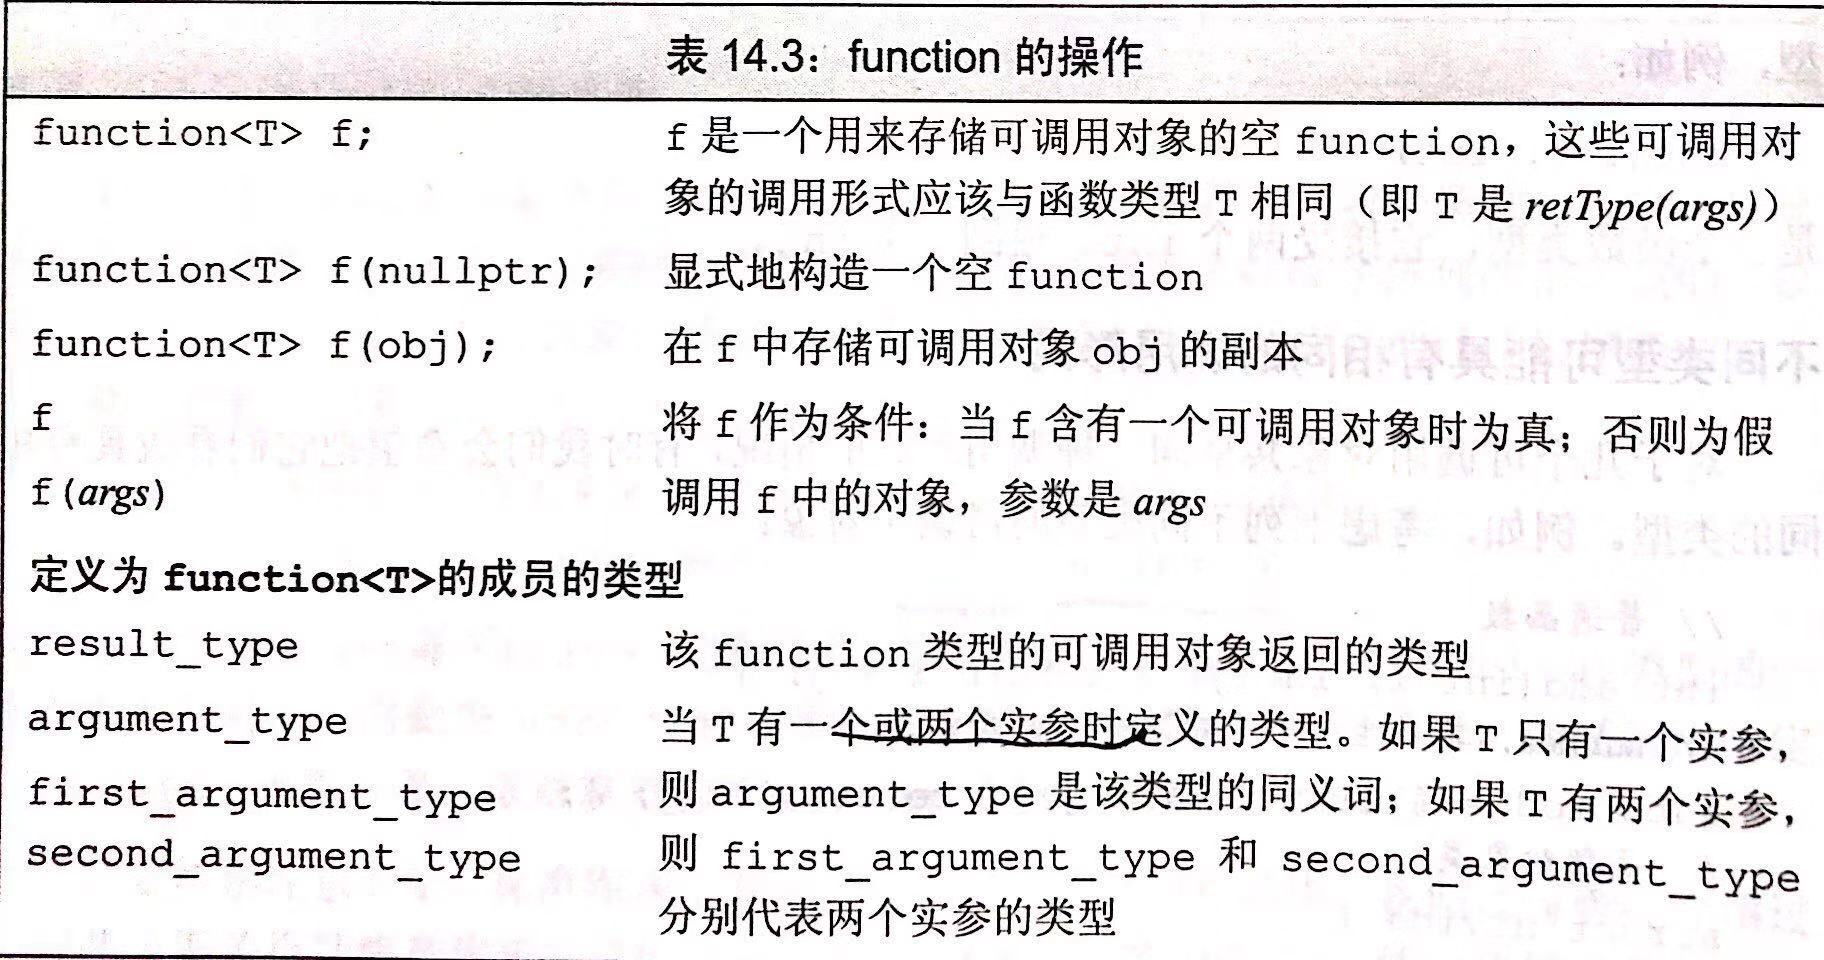 表 14.3：function 的操作
function<T> f; f 是一个用来存储可调用对象的空 function，这些可调用对
象的调用形式应该与函数类型 T 相同（即 T 是 retType(args)）
function<T> f(nullptr); 显式地构造一个空 function
function<T> f(obj); 在 f 中存储可调用对象 obj 的副本
f 将 f 作为条件：当 f 含有一个可调用对象时为真；否则为假
f(args) 调用 f 中的对象，参数是 args
定义为 function<T>的成员的类型
result_type 该 function 类型的可调用对象返回的类型
argument_type 当 T 有一个或两个实参时定义的类型。如果 T 只有一个实参，
first_argument_type 则 argument_type 是该类型的同义词；如果 T 有两个实参，
second_argument_type 则 first_argument_type 和 second_argument_type
分别代表两个实参的类型